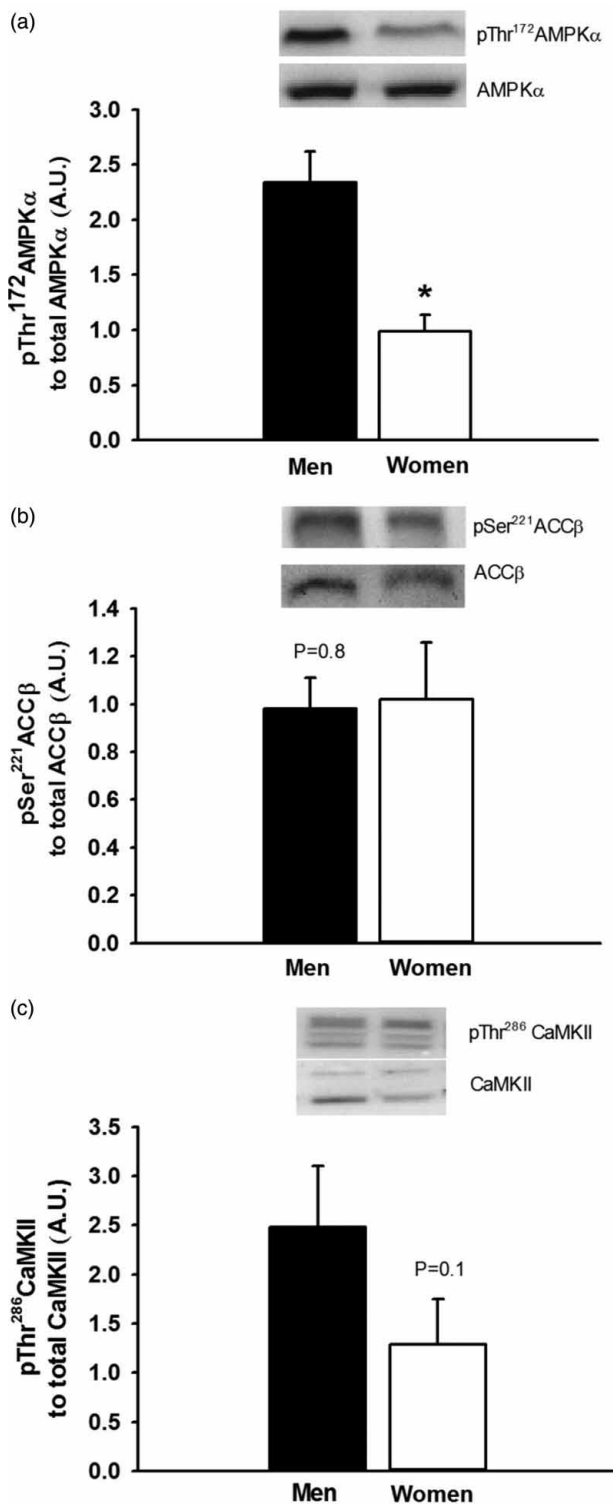 (a)
pThr¹⁷²AMPKα
AMPKα
pThr¹⁷²AMPKα
to total AMPKα (A.U.)
3.0
2.5
2.0
1.5
1.0
0.5
0.0
*
Men
Women
(b)
pSer²²¹ACCβ
ACCβ
pSer²²¹ACCβ
to total ACCβ (A.U.)
1.4
1.2
1.0
0.8
0.6
0.4
0.2
0.0
P=0.8
Men
Women
(c)
pThr²⁸⁶ CaMKII
CaMKII
pThr²⁸⁶CaMKII
to total CaMKII (A.U.)
3.5
3.0
2.5
2.0
1.5
1.0
0.5
0.0
P=0.1
Men
Women